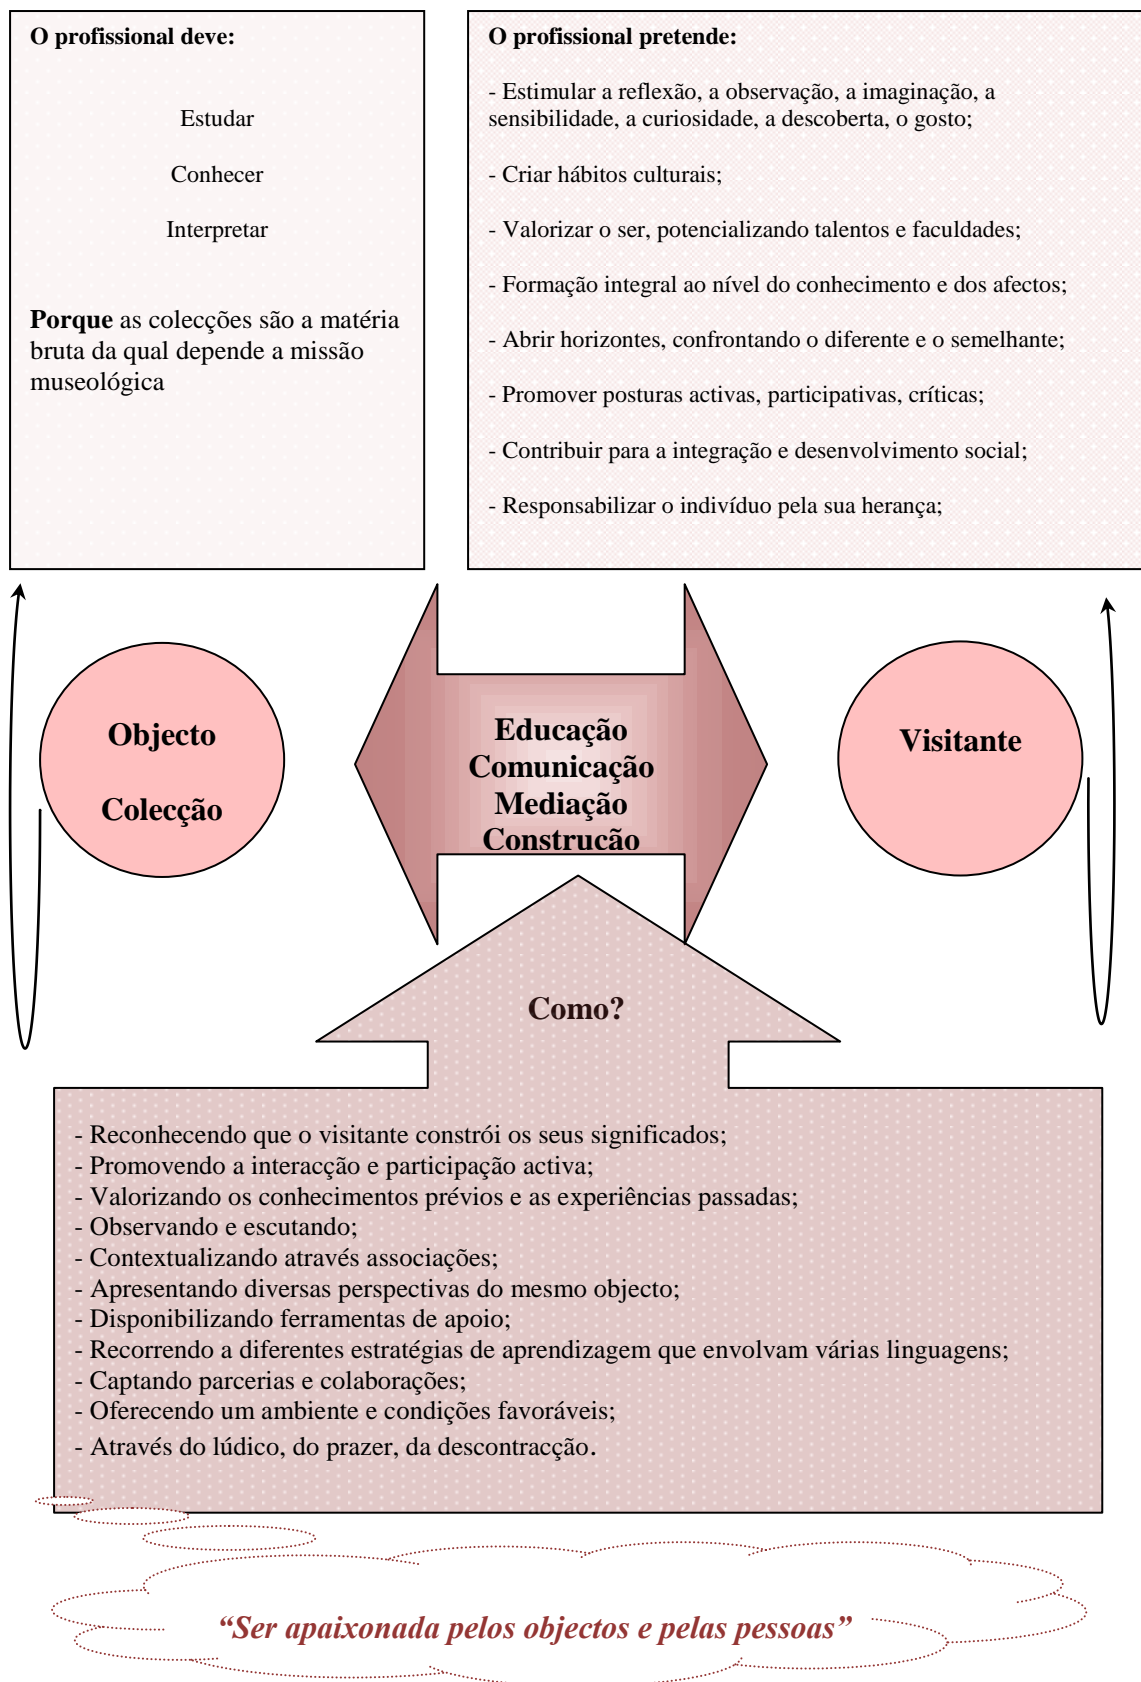 O profissional deve:
Estudar
Conhecer
Interpretar
Porque as colecções são a matéria
bruta da qual depende a missão
museológica
O profissional pretende:
- Estimular a reflexão, a observação, a imaginação, a
sensibilidade, a curiosidade, a descoberta, o gosto;
- Criar hábitos culturais;
- Valorizar o ser, potencializando talentos e faculdades;
- Formação integral ao nível do conhecimento e dos afectos;
- Abrir horizontes, confrontando o diferente e o semelhante;
- Promover posturas activas, participativas, críticas;
- Contribuir para a integração e desenvolvimento social;
- Responsabilizar o indivíduo pela sua herança;
Objecto
Colecção
Educação
Comunicação
Mediação
Construcão
Visitante
Como?
- Reconhecendo que o visitante constrói os seus significados;
- Promovendo a interacção e participação activa;
- Valorizando os conhecimentos prévios e as experiências passadas;
- Observando e escutando;
- Contextualizando através associações;
- Apresentando diversas perspectivas do mesmo objecto;
- Disponibilizando ferramentas de apoio;
- Recorrendo a diferentes estratégias de aprendizagem que envolvam várias linguagens;
- Captando parcerias e colaborações;
- Oferecendo um ambiente e condições favoráveis;
- Através do lúdico, do prazer, da descontracção.
“Ser apaixonada pelos objectos e pelas pessoas”